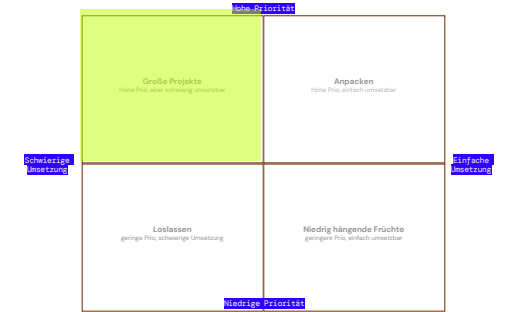 Hohe Priorität
Große Projekte
Hohe Prio, aber schwierig umsetzbar
Anpacken
Hohe Prio, einfach umsetzbar
Schwierige
Umsetzung
Einfache
Umsetzung
Loslassen
geringe Prio, schwierige Umsetzung
Niedrig hängende Früchte
geringere Prio, einfach umsetzbar
Niedrige Priorität